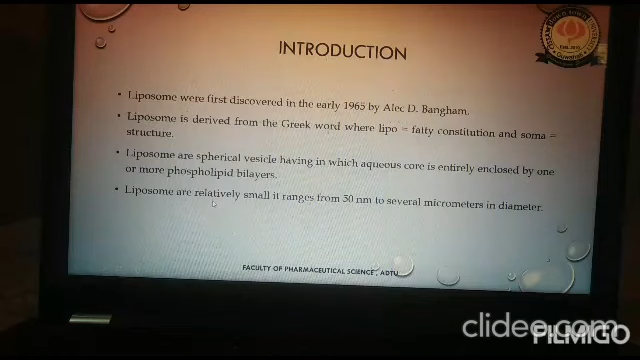 INTRODUCTION
• Liposome were first discovered in the early 1965 by Alec D. Bangham.
• Liposome is derived from the Greek word where lipo = fatty constitution and soma =
structure.
• Liposome are spherical vesicle having in which aqueous core is entirely enclosed by one
or more phospholipid bilayers.
• Liposome are relatively small it ranges from 50 nm to several micrometers in diameter.
FACULTY OF PHARMACEUTICAL SCIENCE , ADTU
clideo.com
FILMIGO